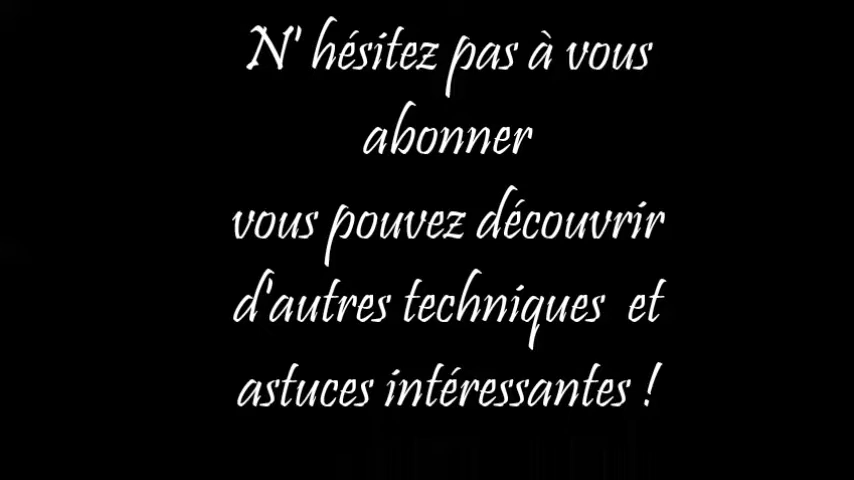 N' hésitez pas à vous
abonner
vous pouvez découvrir
d'autres techniques et
astuces intéressantes !